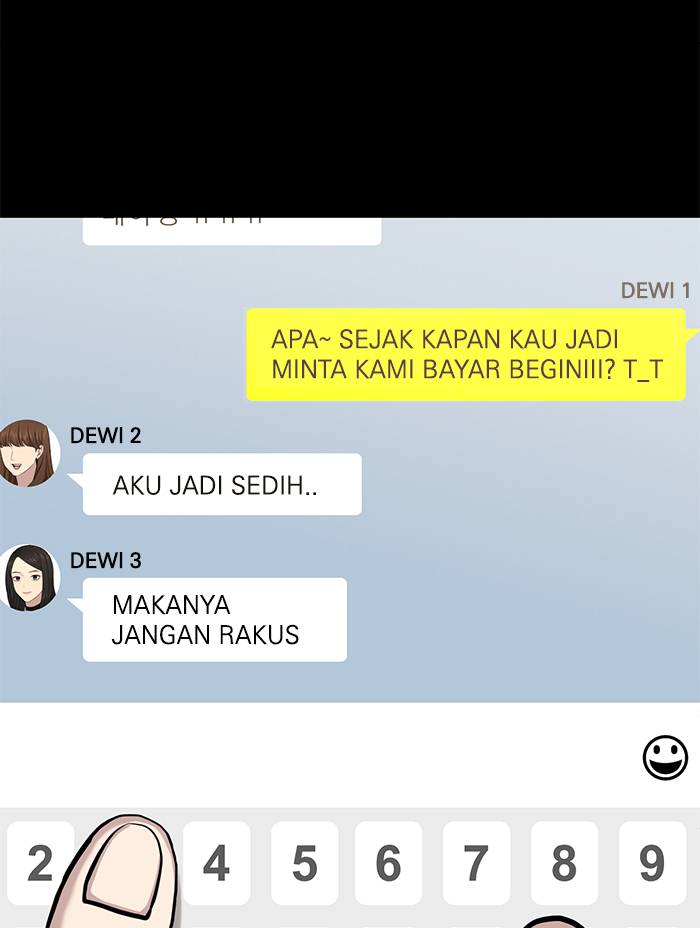 DEWI 1
APA~ SEJAK KAPAN KAU JADI
MINTA KAMI BAYAR BEGINIII? T_T
DEWI 2
AKU JADI SEDIH..
DEWI 3
MAKANYA
JANGAN RAKUS
2 4 5 6 7 8 9